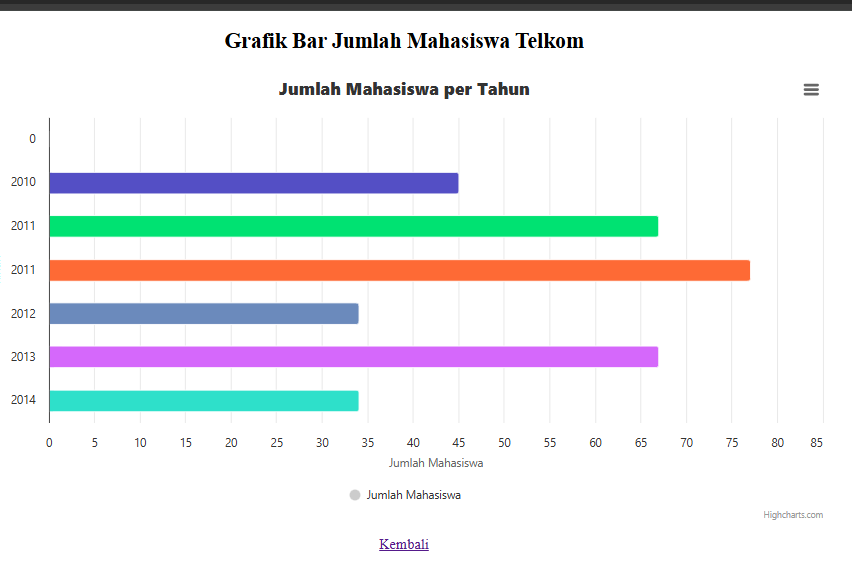 Grafik Bar Jumlah Mahasiswa Telkom
Jumlah Mahasiswa per Tahun
0
2010
2011
2011
2012
2013
2014
0 5 10 15 20 25 30 35 40 45 50 55 60 65 70 75 80 85
Jumlah Mahasiswa
Jumlah Mahasiswa
Highcharts.com
Kembali